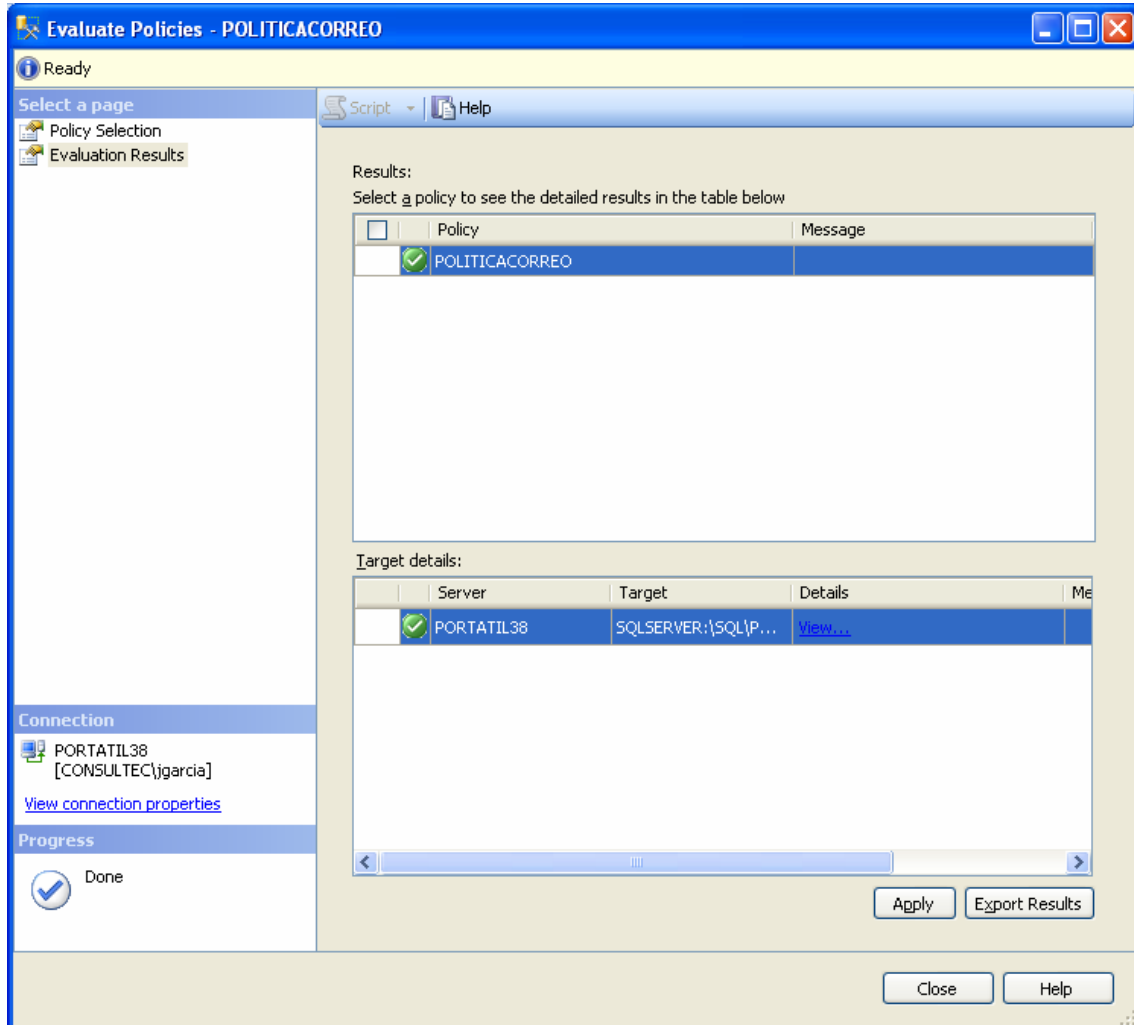 Evaluate Policies - POLITICACORREO
Ready
Select a page
Policy Selection
Evaluation Results
Script
Help
Results:
Select a policy to see the detailed results in the table below
Policy Message
POLITICACORREO
Target details:
Server Target Details Me
PORTATIL38 SQLSERVER:\SQL\P... View...
Connection
PORTATIL38
[CONSULTEC\jgarcia]
View connection properties
Progress
Done
Apply Export Results
Close Help